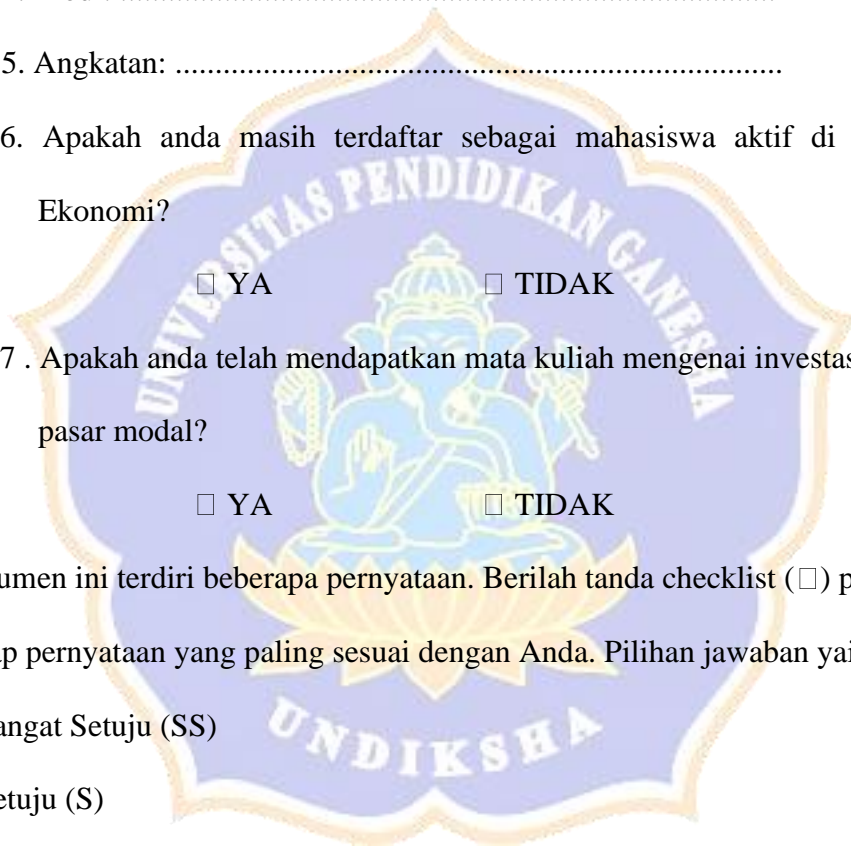 5. Angkatan: ............................................................................
6. Apakah anda masih terdaftar sebagai mahasiswa aktif di
Ekonomi?
□ YA □ TIDAK
7 . Apakah anda telah mendapatkan mata kuliah mengenai investas
pasar modal?
□ YA □ TIDAK
umen ini terdiri beberapa pernyataan. Berilah tanda checklist (□) p
ap pernyataan yang paling sesuai dengan Anda. Pilihan jawaban yai
angat Setuju (SS)
etuju (S)
UNIVERSITAS PENDIDIKAN GANESHA
UNDIKSHA